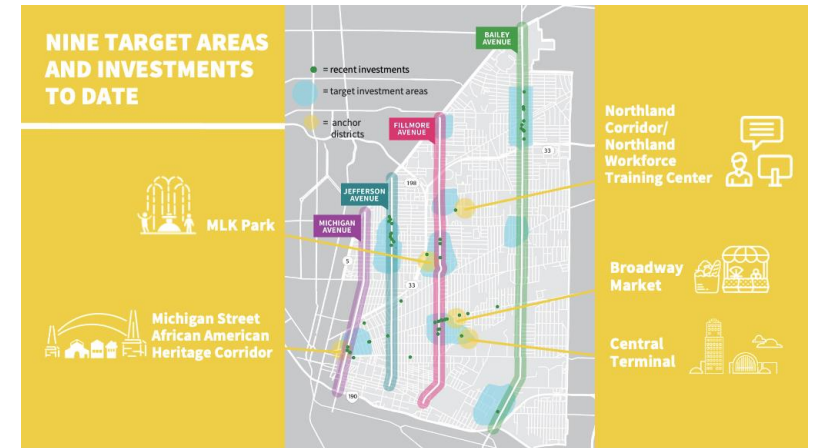 NINE TARGET AREAS
AND INVESTMENTS
TO DATE
MLK Park
Michigan Street
African American
Heritage Corridor
= recent investments
= target investment areas
= anchor
districts
BAILEY
AVENUE
FILLMORE
AVENUE
JEFFERSON
AVENUE
MICHIGAN
AVENUE
33
198
5
33
190
Northland
Corridor/
Northland
Workforce
Training Center
Broadway
Market
Central
Terminal